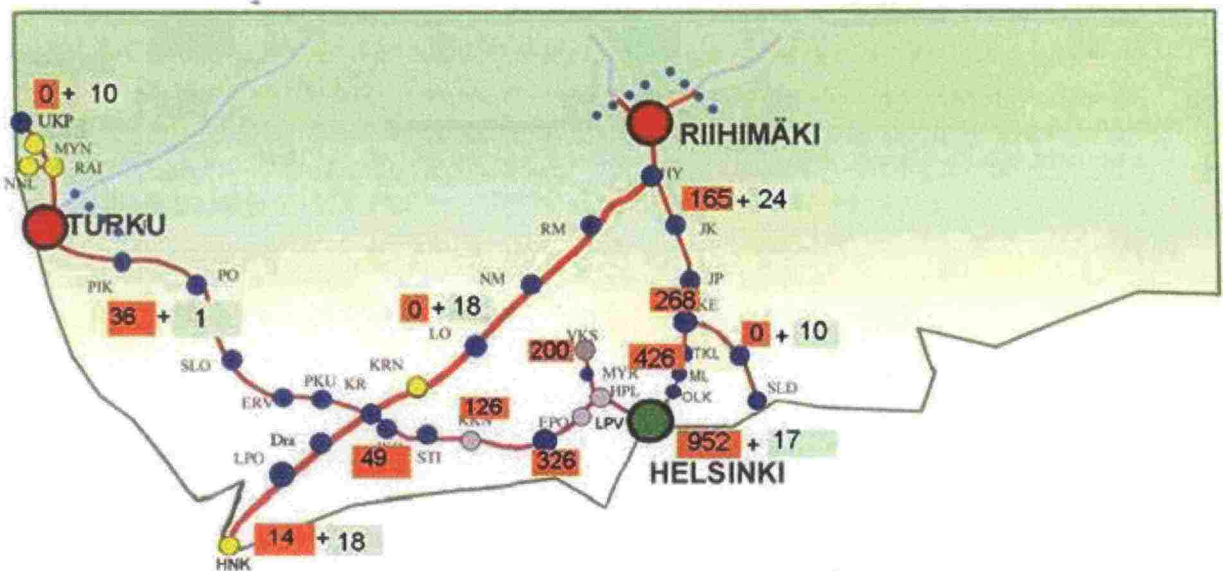 0 + 10
UKP
MYN
RAI
NNL
TURKU
PIK
PO
36 + 1
SLO
ERV
PKU
KR
KRN
LO
NM
RM
0 + 18
RIIHIMÄKI
HY
165 + 24
JK
JP
268
KE
0 + 10
200
VKS
426
TKL
ML
OLK
SLD
MYR
HPL
LPV
126
KKN
EPO
326
952 + 17
HELSINKI
Dra
LPO
49
STI
14 + 18
HNK